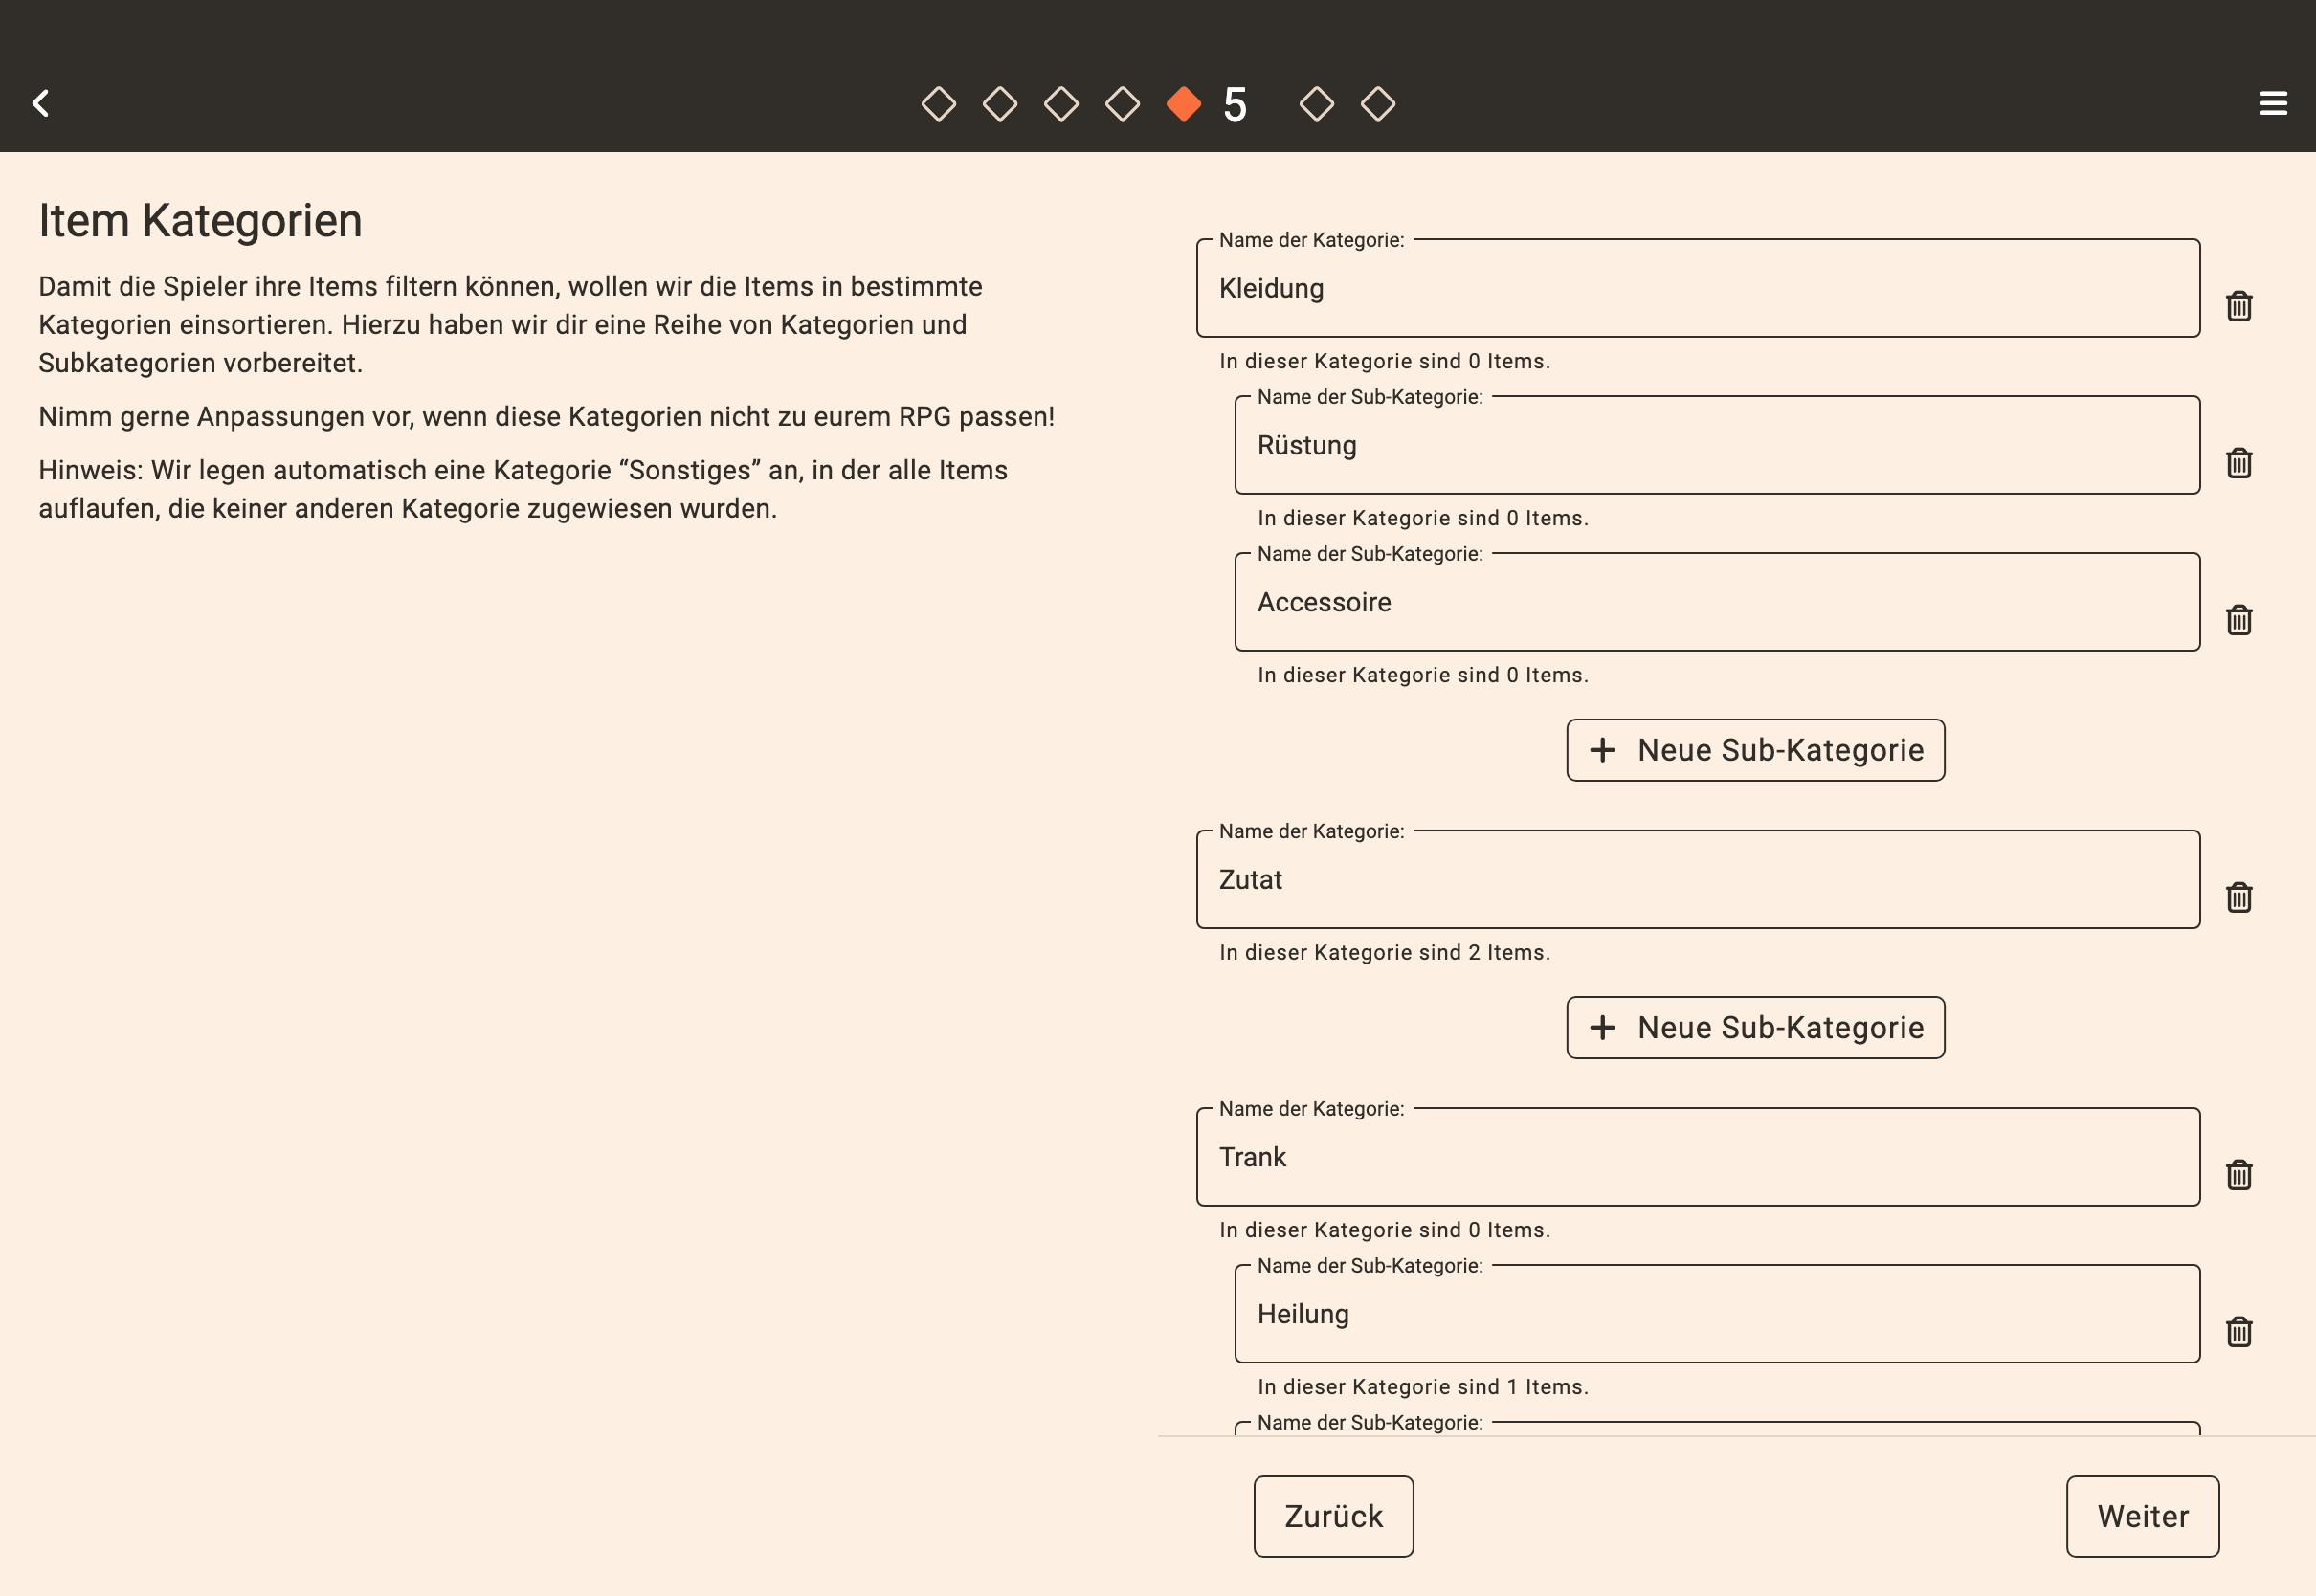 5
Item Kategorien
Damit die Spieler ihre Items filtern können, wollen wir die Items in bestimmte
Kategorien einsortieren. Hierzu haben wir dir eine Reihe von Kategorien und
Subkategorien vorbereitet.
Nimm gerne Anpassungen vor, wenn diese Kategorien nicht zu eurem RPG passen!
Hinweis: Wir legen automatisch eine Kategorie “Sonstiges” an, in der alle Items
auflaufen, die keiner anderen Kategorie zugewiesen wurden.
Name der Kategorie:
Kleidung
In dieser Kategorie sind 0 Items.
Name der Sub-Kategorie:
Rüstung
In dieser Kategorie sind 0 Items.
Name der Sub-Kategorie:
Accessoire
In dieser Kategorie sind 0 Items.
Neue Sub-Kategorie
Name der Kategorie:
Zutat
In dieser Kategorie sind 2 Items.
Neue Sub-Kategorie
Name der Kategorie:
Trank
In dieser Kategorie sind 0 Items.
Name der Sub-Kategorie:
Heilung
In dieser Kategorie sind 1 Items.
Name der Sub-Kategorie:
Zurück
Weiter